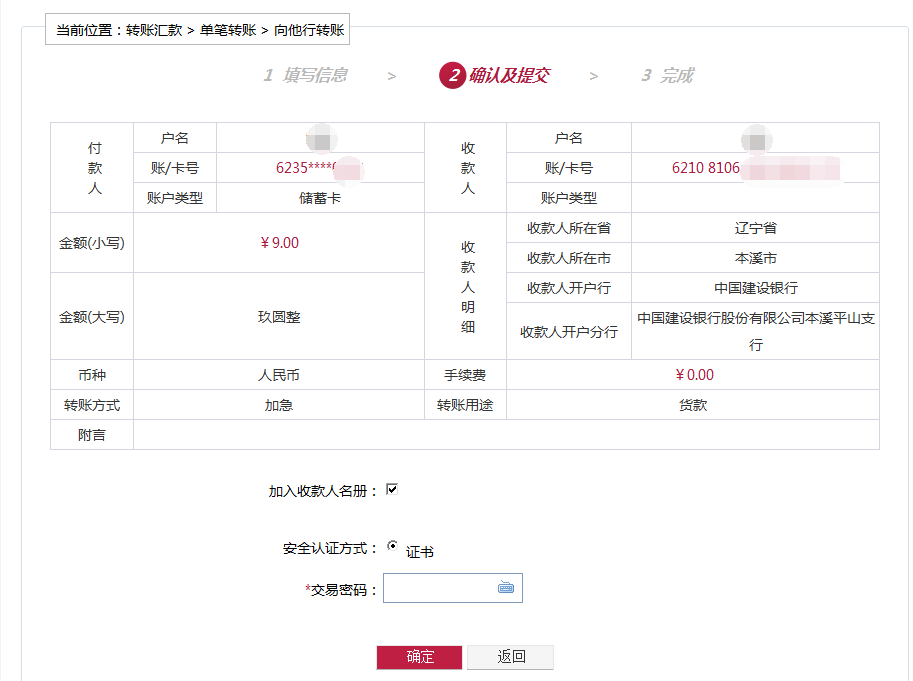 当前位置：转账汇款 > 单笔转账 > 向他行转账
1 填写信息 > 2 确认及提交 > 3 完成
付款人
户名
账/卡号 6235****
账户类型 储蓄卡
收款人
户名
账/卡号 6210 8106
账户类型
金额(小写) ￥9.00
金额(大写) 玖圆整
收款人明细
收款人所在省 辽宁省
收款人所在市 本溪市
收款人开户行 中国建设银行
收款人开户分行 中国建设银行股份有限公司本溪平山支
行
币种 人民币 手续费 ￥0.00
转账方式 加急 转账用途 货款
附言
加入收款人名册：
安全认证方式： 证书
*交易密码：
确定 返回